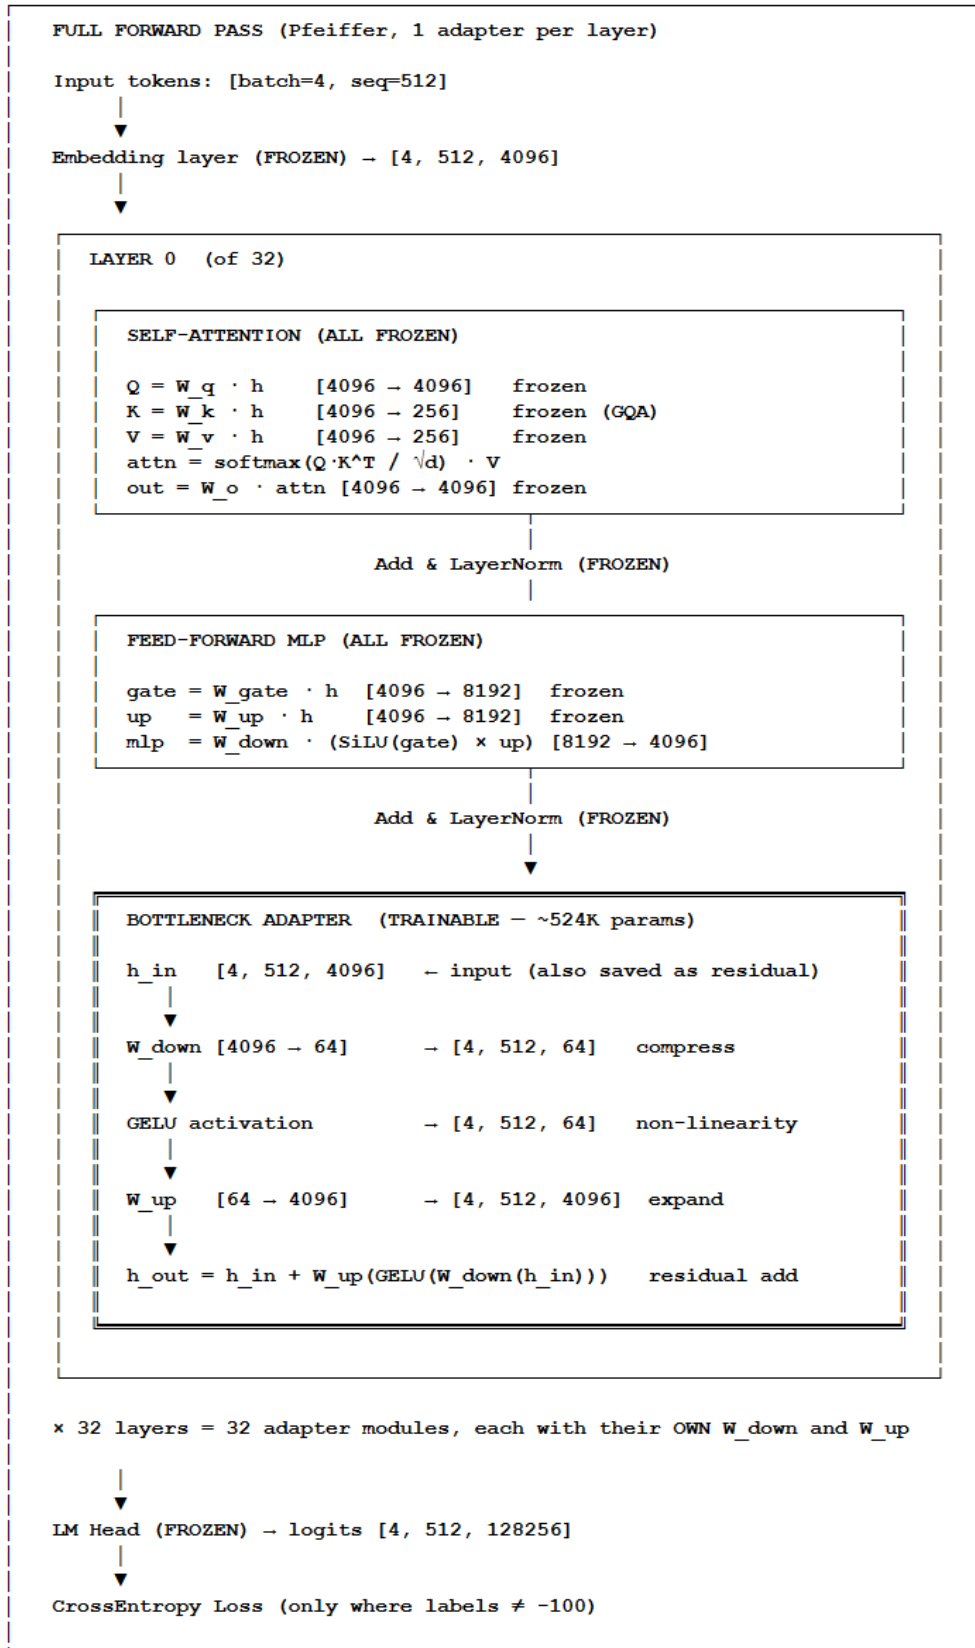 FULL FORWARD PASS (Pfeiffer, 1 adapter per layer)
Input tokens: [batch=4, seq=512]
Embedding layer (FROZEN) → [4, 512, 4096]
LAYER 0 (of 32)
SELF-ATTENTION (ALL FROZEN)
Q = W_q · h [4096 → 4096] frozen
K = W_k · h [4096 → 256] frozen (GQA)
V = W_v · h [4096 → 256] frozen
attn = softmax(Q·K^T / √d) · V
out = W_o · attn [4096 → 4096] frozen
Add & LayerNorm (FROZEN)
FEED-FORWARD MLP (ALL FROZEN)
gate = W_gate · h [4096 → 8192] frozen
up = W_up · h [4096 → 8192] frozen
mlp = W_down · (SiLU(gate) × up) [8192 → 4096]
Add & LayerNorm (FROZEN)
BOTTLENECK ADAPTER (TRAINABLE — ~524K params)
h_in [4, 512, 4096] ← input (also saved as residual)
W_down [4096 → 64] → [4, 512, 64] compress
GELU activation → [4, 512, 64] non-linearity
W_up [64 → 4096] → [4, 512, 4096] expand
h_out = h_in + W_up(GELU(W_down(h_in))) residual add
× 32 layers = 32 adapter modules, each with their OWN W_down and W_up
LM Head (FROZEN) → logits [4, 512, 128256]
CrossEntropy Loss (only where labels ≠ -100)